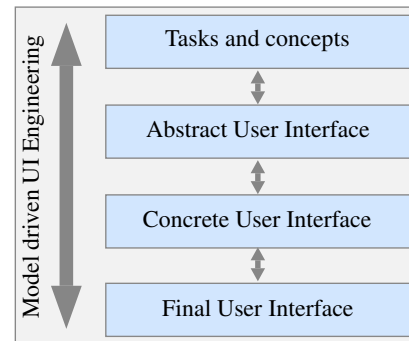 Model driven UI Engineering
Tasks and concepts
Abstract User Interface
Concrete User Interface
Final User Interface